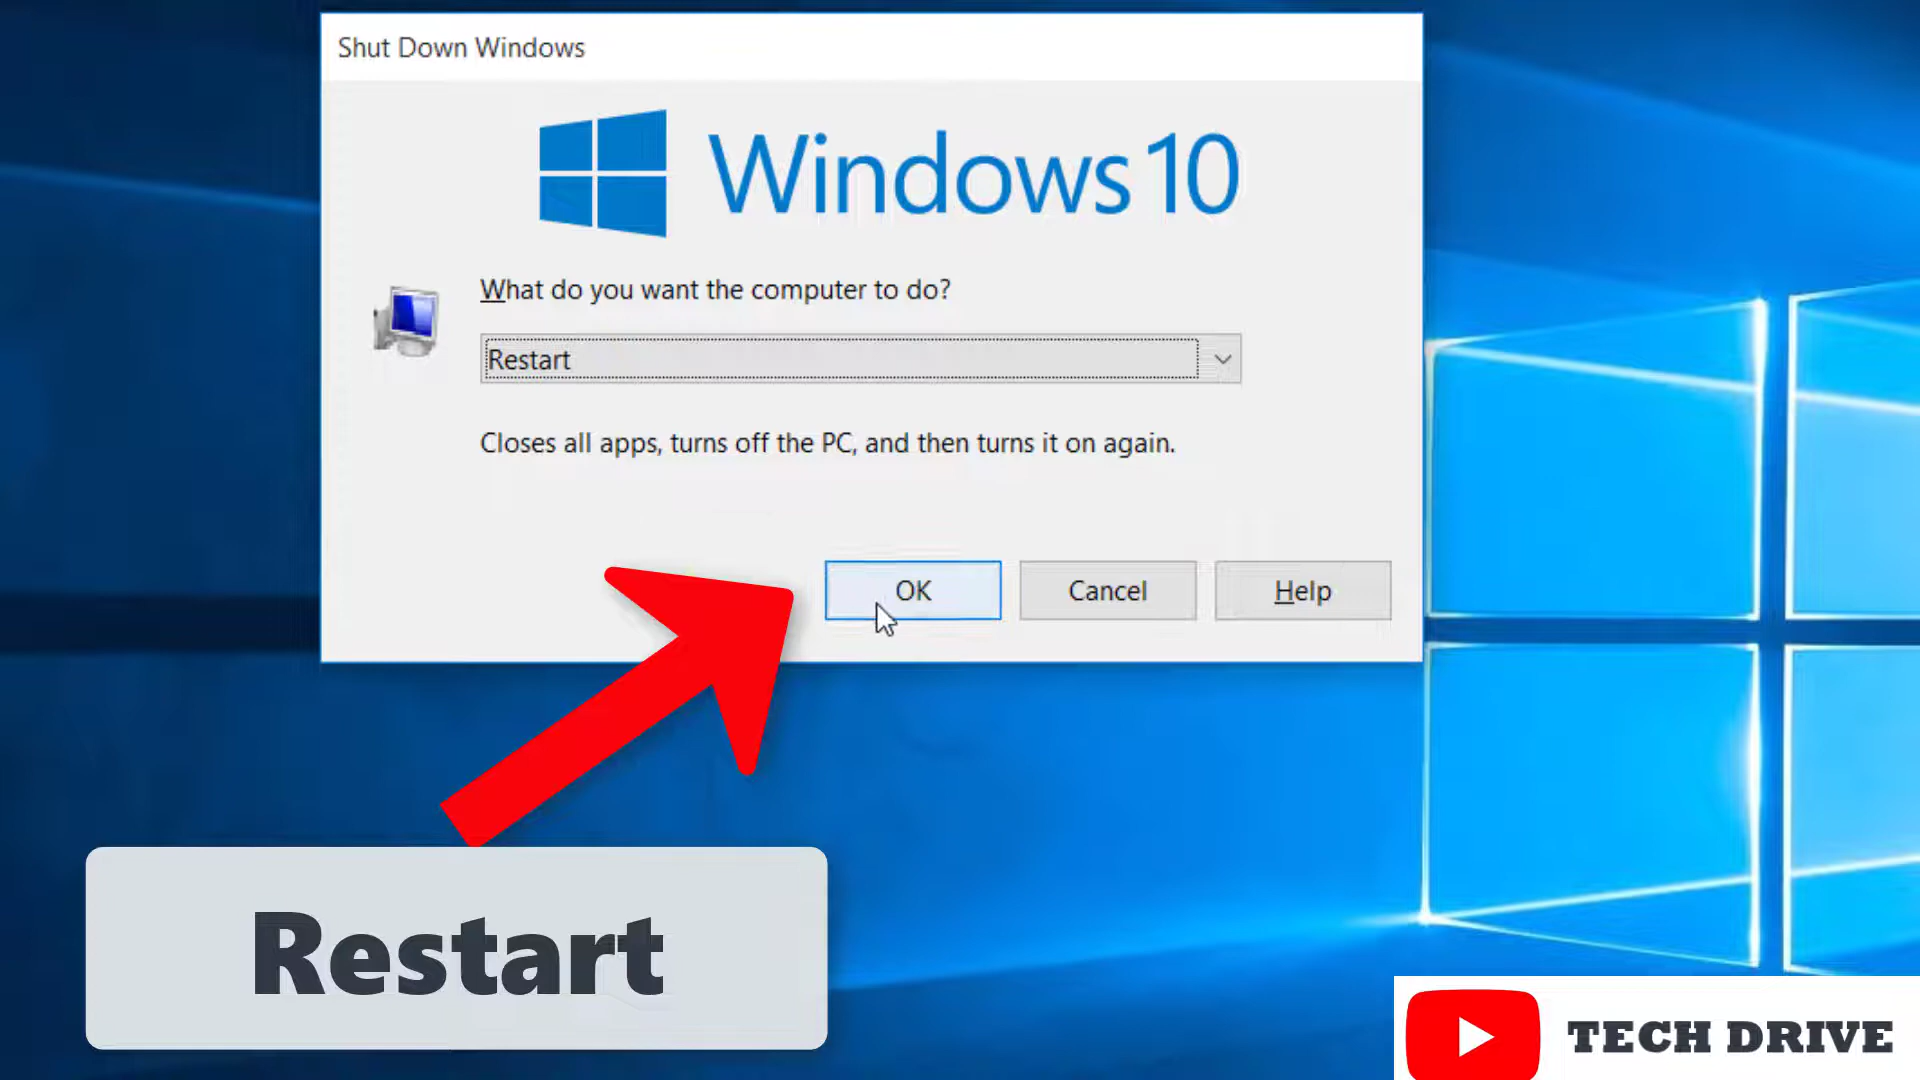 Shut Down Windows
Windows 10
What do you want the computer to do?
Restart
Closes all apps, turns off the PC, and then turns it on again.
OK Cancel Help
Restart
TECH DRIVE